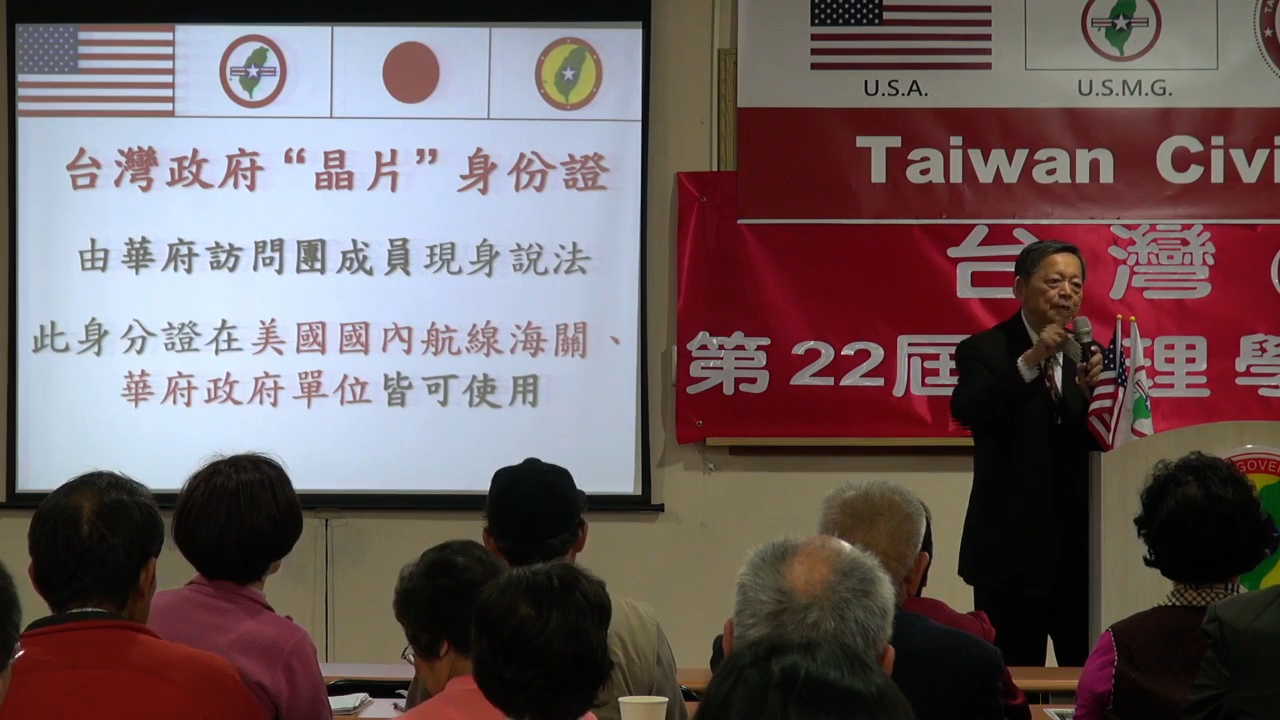 台灣政府“晶片”身份證
由華府訪問團成員現身說法
此身分證在美國國內航線海關、
華府政府單位皆可使用
U.S.A.
U.S.M.G.
Taiwan Civi
台灣
第22屆
理學
GOVER